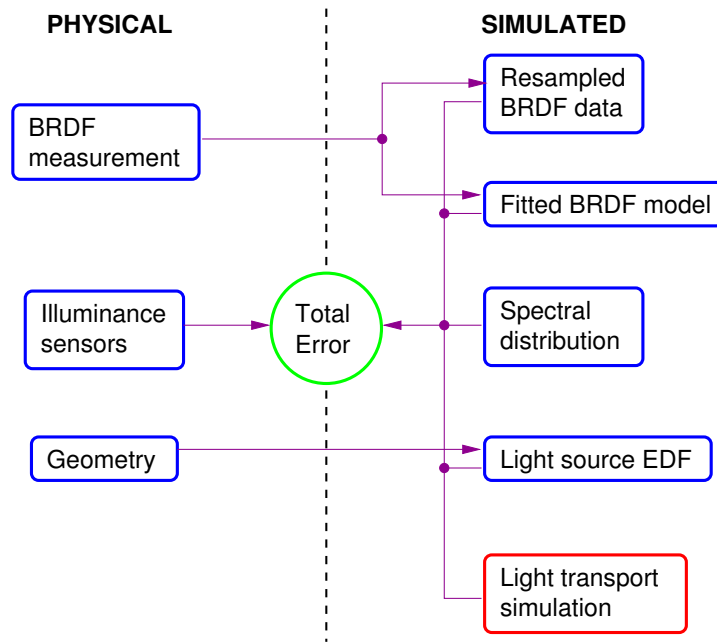 PHYSICAL
SIMULATED
Resampled
BRDF data
BRDF
measurement
Fitted BRDF model
Illuminance
sensors
Total
Error
Spectral
distribution
Geometry
Light source EDF
Light transport
simulation